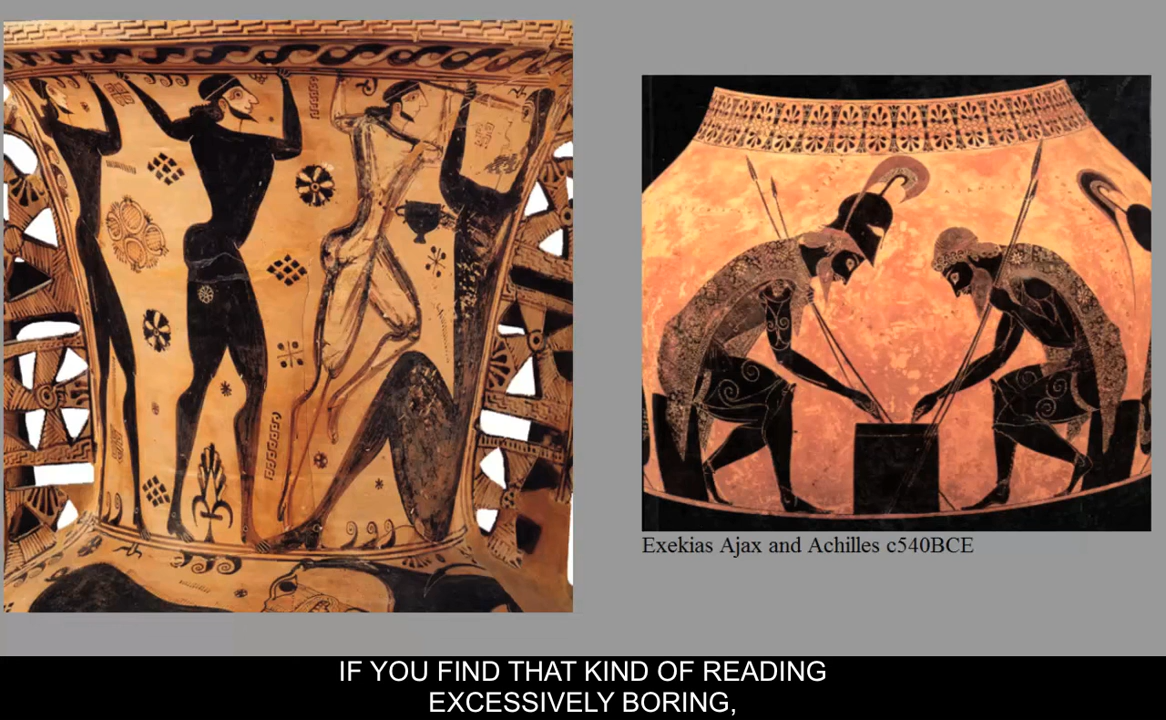 Exekias Ajax and Achilles c540BCE
IF YOU FIND THAT KIND OF READING
EXCESSIVELY BORING,